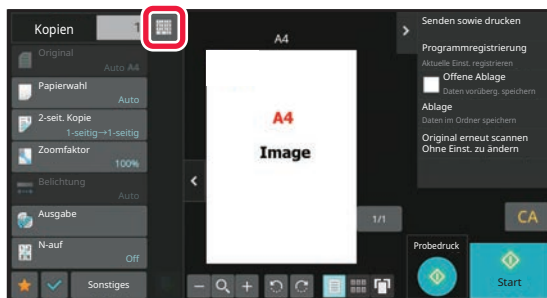 Kopien
1
Original
Auto A4
Papierwahl
Auto
2-seit. Kopie
1-seitig→1-seitig
Zoomfaktor
100%
Belichtung
Auto
Ausgabe
N-auf
Off
Sonstiges
A4
A4
Image
1/1
Senden sowie drucken
Programmregistrierung
Aktuelle Einst. registrieren
Offene Ablage
Daten vorüberg. speichern
Ablage
Daten im Ordner speichern
Original erneut scannen
Ohne Einst. zu ändern
CA
Probedruck
Start